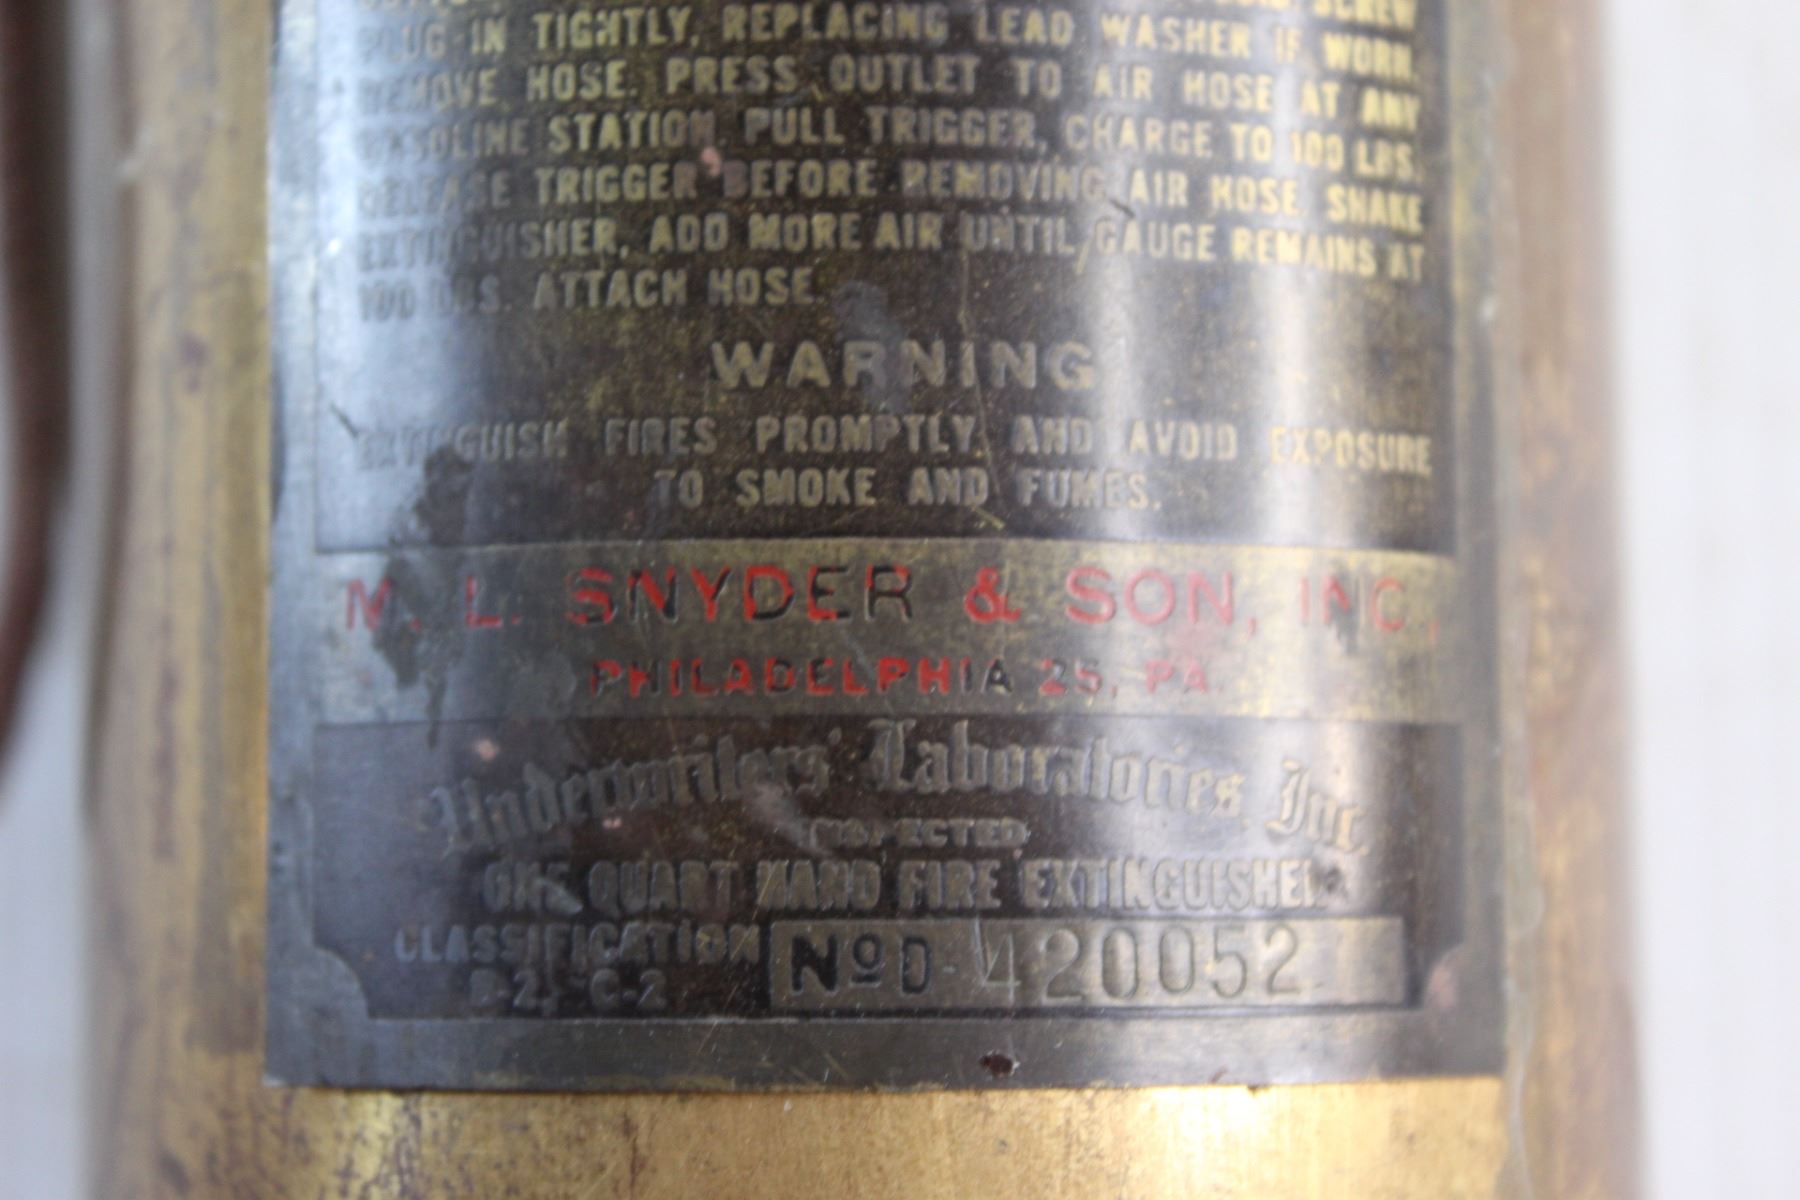 SCREW
PLUG IN TIGHTLY, REPLACING LEAD WASHER IF WORN.
REMOVE HOSE. PRESS OUTLET TO AIR HOSE AT ANY
GASOLINE STATION, PULL TRIGGER, CHARGE TO 100 LBS.
RELEASE TRIGGER BEFORE REMOVING AIR HOSE. SHAKE
EXTINGUISHER, ADD MORE AIR UNTIL GAUGE REMAINS AT
100 LBS. ATTACH HOSE.
WARNING
EXTINGUISH FIRES PROMPTLY AND AVOID EXPOSURE
TO SMOKE AND FUMES.
M. L. SNYDER & SON, INC.,
PHILADELPHIA 25, PA.
Underwriters' Laboratories, Inc.
INSPECTED
ONE QUART HAND FIRE EXTINGUISHER
CLASSIFICATION
B-2, C-2
Nº D-420052